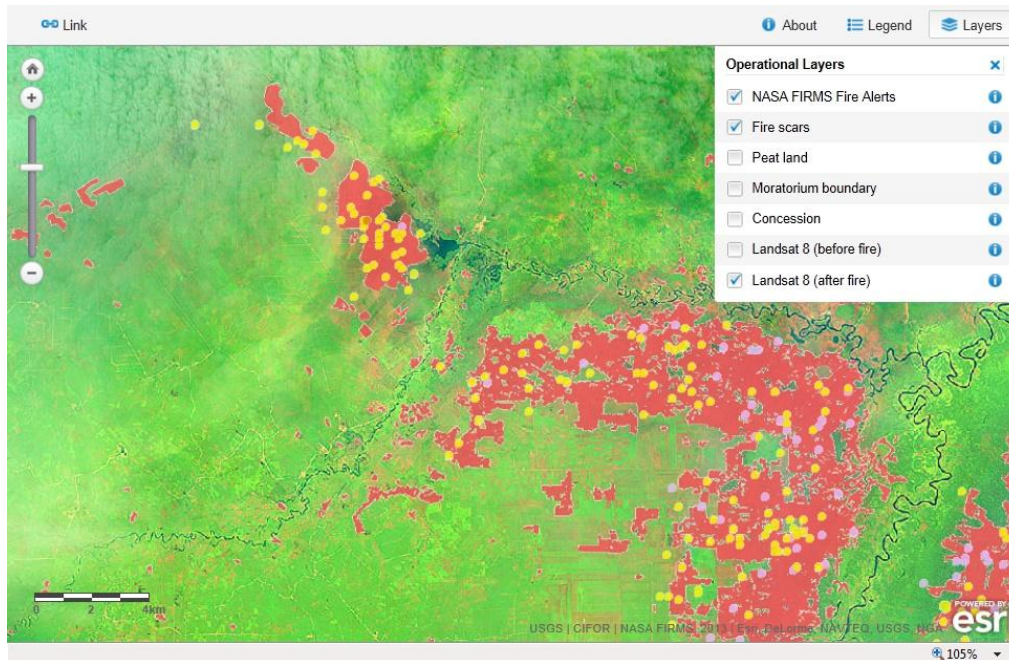 Link
About
Legend
Layers
Operational Layers
NASA FIRMS Fire Alerts
Fire scars
Peat land
Moratorium boundary
Concession
Landsat 8 (before fire)
Landsat 8 (after fire)
0 2 4km
POWERED BY
esri
USGS | CIFOR | NASA FIRMS, 2013 | Esri, DeLorme, NAVTEQ, USGS, NGA
105%